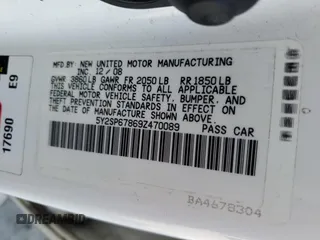 MFD BY NEW UNITED MOTOR MANUFACTURING
INC. 12/08
GVWR 3860LB GAWR FR 2050LB RR 1850LB
THIS VEHICLE CONFORMS TO ALL APPLICABLE
FEDERAL MOTOR VEHICLE SAFETY, BUMPER, AND
THEFT PREVENTION STANDARDS IN EFFECT ON
THE DATE OF MANUFACTURE SHOWN ABOVE.
5Y2SP67869Z470089 PASS CAR
17690 E9
BA4678304
DREAMBID